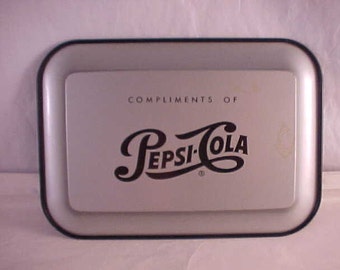 COMPLIMENTS OF
PEPSI-COLA
®